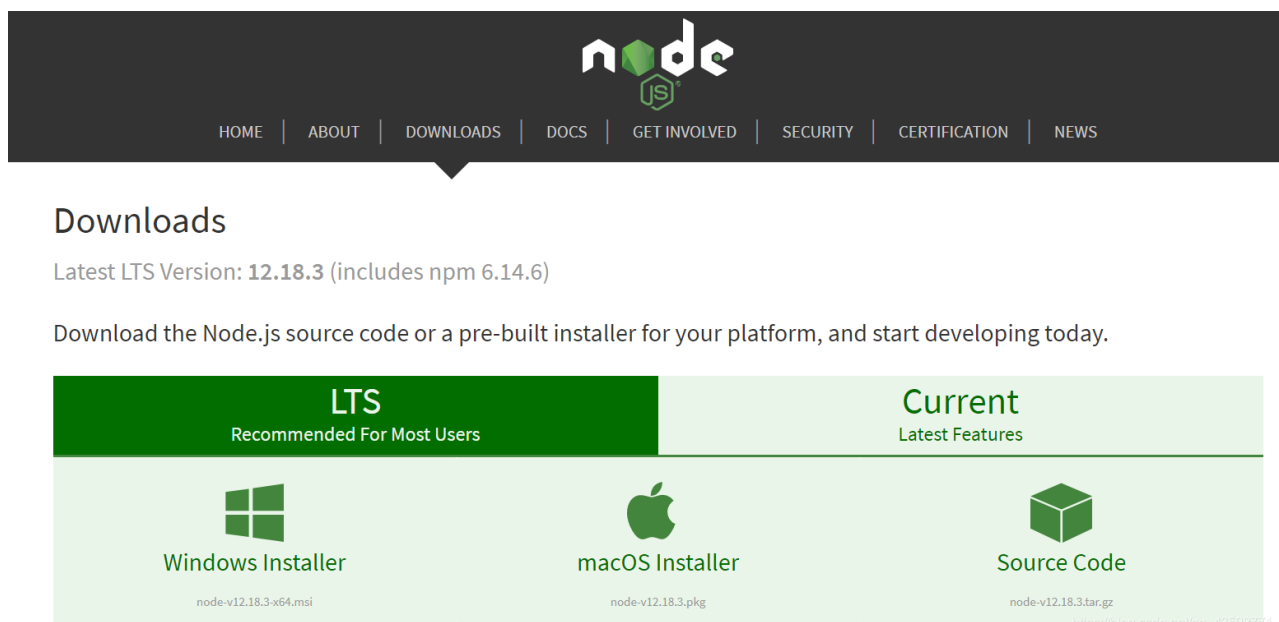 node
JS®
HOME | ABOUT | DOWNLOADS | DOCS | GET INVOLVED | SECURITY | CERTIFICATION | NEWS
Downloads
Latest LTS Version: 12.18.3 (includes npm 6.14.6)
Download the Node.js source code or a pre-built installer for your platform, and start developing today.
LTS
Recommended For Most Users
Current
Latest Features
Windows Installer
node-v12.18.3-x64.msi
macOS Installer
node-v12.18.3.pkg
Source Code
node-v12.18.3.tar.gz